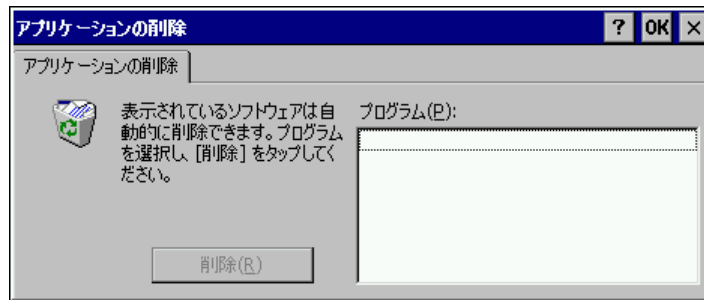 アプリケーションの削除
? OK ×
アプリケーションの削除
表示されているソフトウェアは自
動的に削除できます。プログラム
を選択し、[削除] をタップしてく
ださい。
プログラム(P):
削除(R)